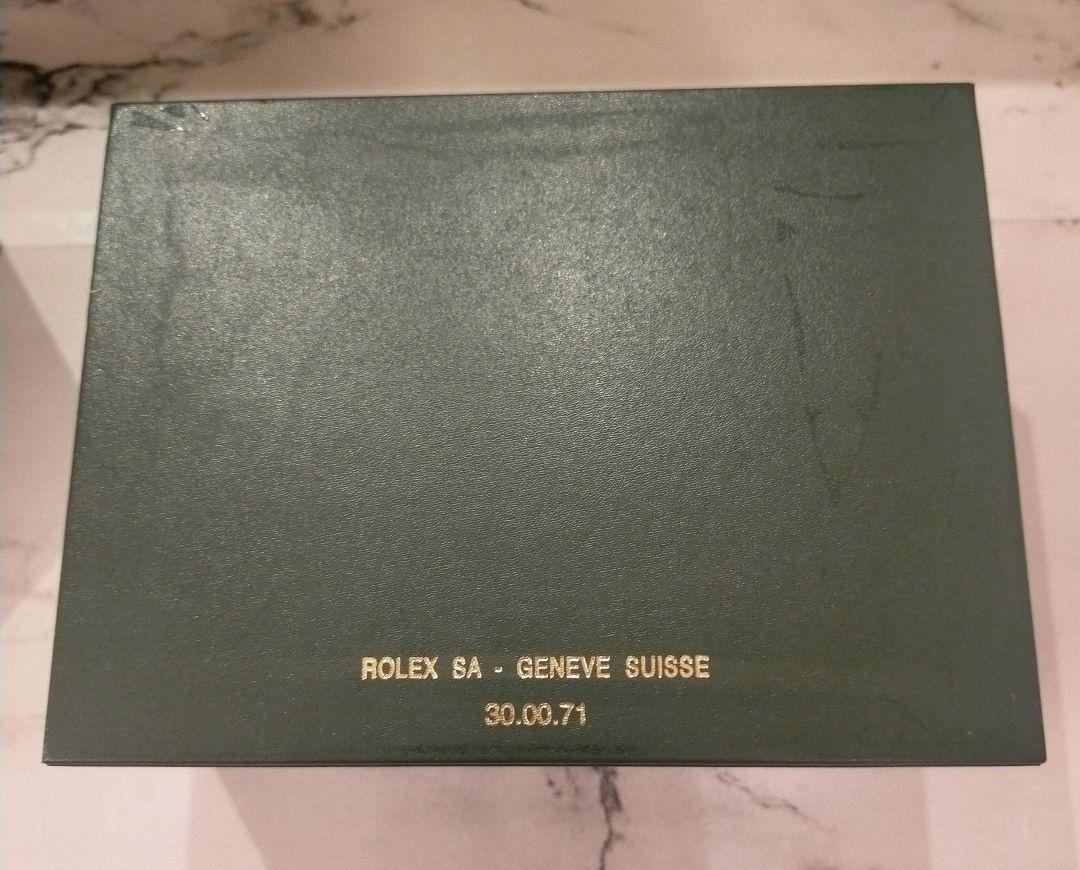 ROLEX SA - GENEVE SUISSE
30.00.71